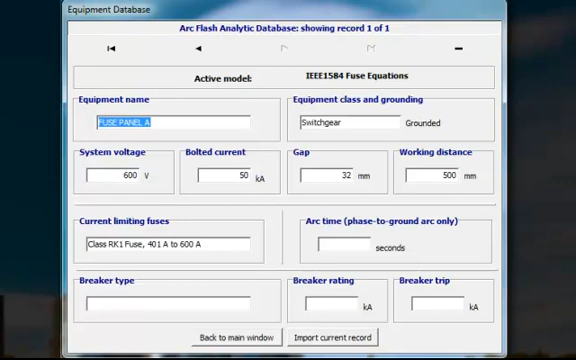 Equipment Database
Arc Flash Analytic Database: showing record 1 of 1
Active model: IEEE1584 Fuse Equations
Equipment name
FUSE PANEL A
Equipment class and grounding
Switchgear Grounded
System voltage
600 V
Bolted current
50 kA
Gap
32 mm
Working distance
500 mm
Current limiting fuses
Class RK1 Fuse, 401 A to 600 A
Arc time (phase-to-ground arc only)
seconds
Breaker type
Breaker rating
kA
Breaker trip
kA
Back to main window
Import current record